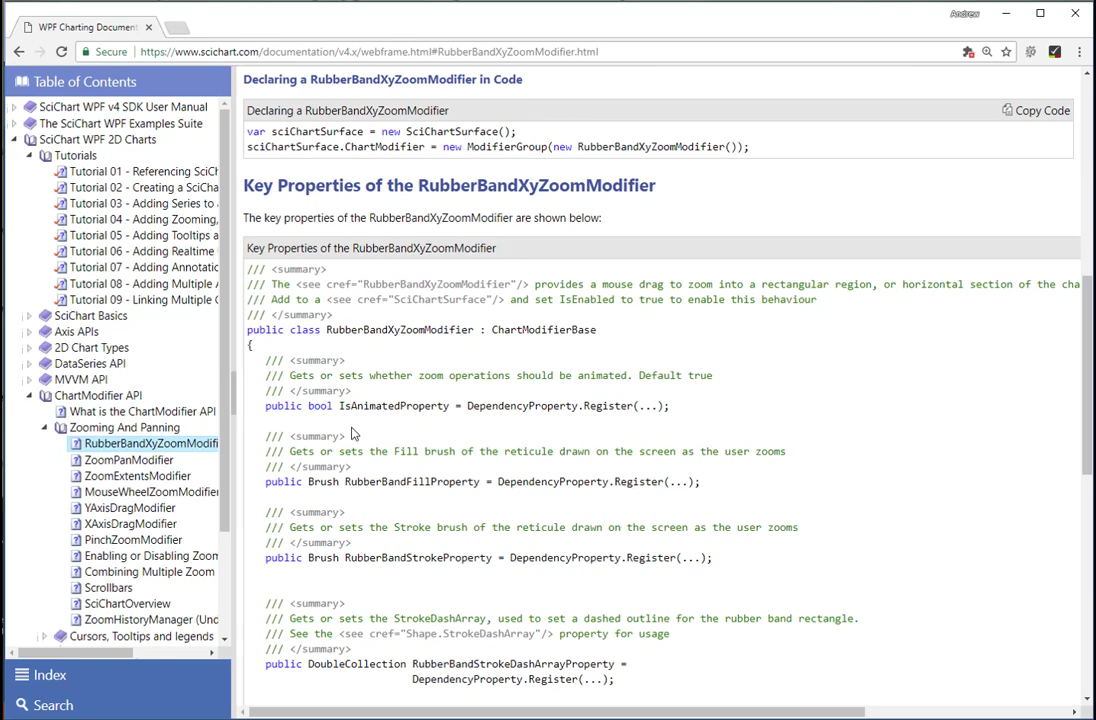 WPF Charting Document
Andrew
Secure
https://www.scichart.com/documentation/v4.x/webframe.html#RubberBandXyZoomModifier.html
Table of Contents
SciChart WPF v4 SDK User Manual
The SciChart WPF Examples Suite
SciChart WPF 2D Charts
Tutorials
Tutorial 01 - Referencing SciCh
Tutorial 02 - Creating a SciCha
Tutorial 03 - Adding Series to
Tutorial 04 - Adding Zooming,
Tutorial 05 - Adding Tooltips a
Tutorial 06 - Adding Realtime
Tutorial 07 - Adding Annotatio
Tutorial 08 - Adding Multiple
Tutorial 09 - Linking Multiple C
SciChart Basics
Axis APIs
2D Chart Types
DataSeries API
MVVM API
ChartModifier API
What is the ChartModifier API
Zooming And Panning
RubberBandXyZoomModifi
ZoomPanModifier
ZoomExtentsModifier
MouseWheelZoomModifier
YAxisDragModifier
XAxisDragModifier
PinchZoomModifier
Enabling or Disabling Zoom
Combining Multiple Zoom
Scrollbars
SciChartOverview
ZoomHistoryManager (Und
Cursors, Tooltips and legends
Index
Search
Declaring a RubberBandXyZoomModifier in Code
Declaring a RubberBandXyZoomModifier
Copy Code
var sciChartSurface = new SciChartSurface();
sciChartSurface.ChartModifier = new ModifierGroup(new RubberBandXyZoomModifier());
Key Properties of the RubberBandXyZoomModifier
The key properties of the RubberBandXyZoomModifier are shown below:
Key Properties of the RubberBandXyZoomModifier
/// <summary>
/// The <see cref="RubberBandXyZoomModifier"/> provides a mouse drag to zoom into a rectangular region, or horizontal section of the cha
/// Add to a <see cref="SciChartSurface"/> and set IsEnabled to true to enable this behaviour
/// </summary>
public class RubberBandXyZoomModifier : ChartModifierBase
{
/// <summary>
/// Gets or sets whether zoom operations should be animated. Default true
/// </summary>
public bool IsAnimatedProperty = DependencyProperty.Register(...);
/// <summary>
/// Gets or sets the Fill brush of the reticule drawn on the screen as the user zooms
/// </summary>
public Brush RubberBandFillProperty = DependencyProperty.Register(...);
/// <summary>
/// Gets or sets the Stroke brush of the reticule drawn on the screen as the user zooms
/// </summary>
public Brush RubberBandStrokeProperty = DependencyProperty.Register(...);
/// <summary>
/// Gets or sets the StrokeDashArray, used to set a dashed outline for the rubber band rectangle.
/// See the <see cref="Shape.StrokeDashArray"/> property for usage
/// </summary>
public DoubleCollection RubberBandStrokeDashArrayProperty =
DependencyProperty.Register(...);